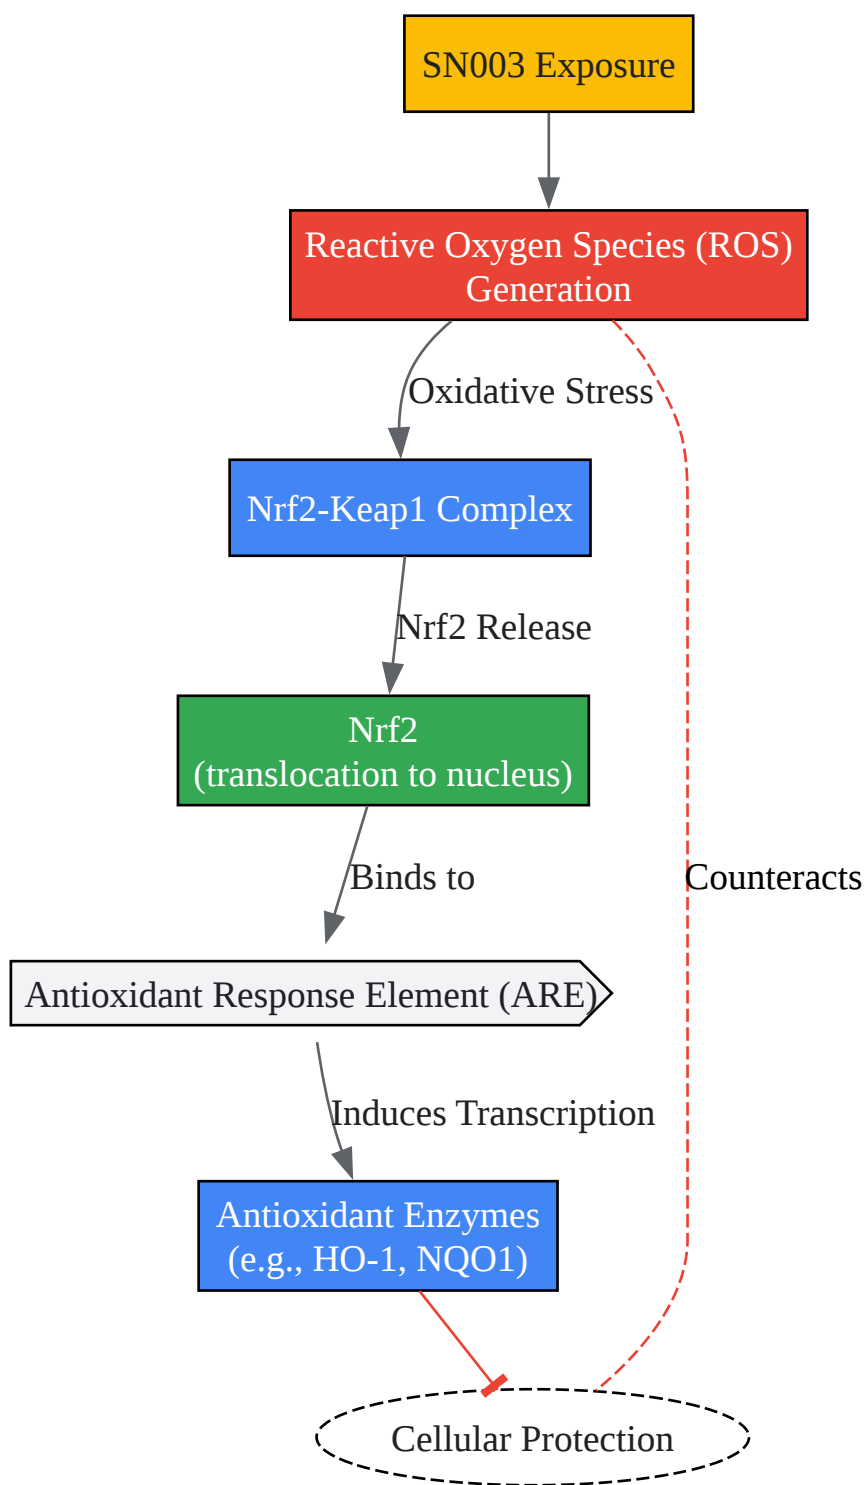 SN003 Exposure
Reactive Oxygen Species (ROS)
Generation
Oxidative Stress
Nrf2-Keap1 Complex
Nrf2 Release
Nrf2
(translocation to nucleus)
Binds to
Counteracts
Antioxidant Response Element (ARE)
Induces Transcription
Antioxidant Enzymes
(e.g., HO-1, NQO1)
Cellular Protection